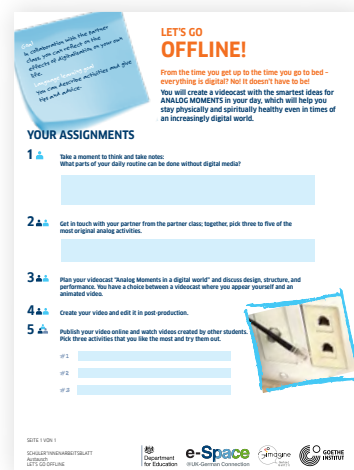 Goal:
In collaboration with the partner
class, you can reflect on the
effects of digitalisation on your own
life.
Language learning goal:
You can describe activities and give
tips and advice.
LET'S GO
OFFLINE!
From the time you get up to the time you go to bed –
everything is digital? No! It doesn't have to be!
You will create a videocast with the smartest ideas for
ANALOG MOMENTS in your day, which will help you
stay physically and spiritually healthy even in times of
an increasingly digital world.
YOUR ASSIGNMENTS
1
Take a moment to think and take notes:
What parts of your daily routine can be done without digital media?
2
Get in touch with your partner from the partner class; together, pick three to five of the
most original analog activities.
3
Plan your videocast "Analog Moments in a digital world" and discuss design, structure, and
performance. You have a choice between a videocast where you appear yourself and an
animated video.
4
Create your video and edit it in post-production.
5
Publish your video online and watch videos created by other students.
Pick three activities that you like the most and try them out.
n°1
n°2
n°3
SEITE 1 VON 1
SCHÜLER*INNENARBEITSBLATT
Austausch
LET'S GO OFFLINE
Department
for Education
e-Space
@UK-German Connection
imagine
GOETHE
INSTITUT